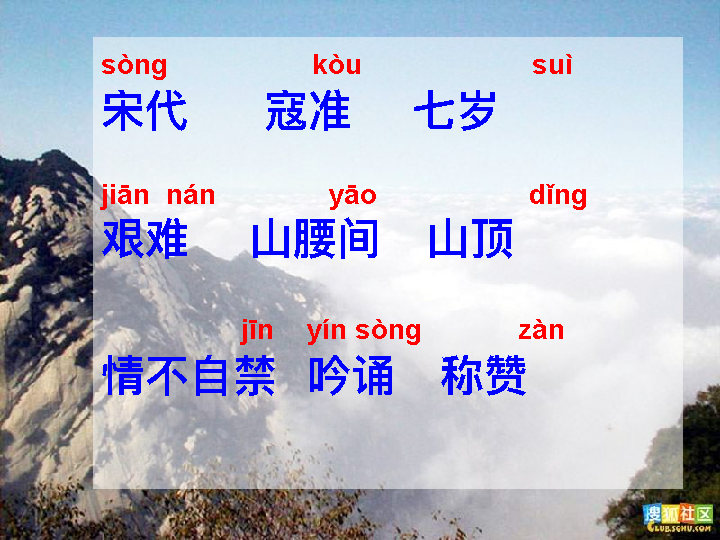 sòng kòu suì
宋代 寇准 七岁
jiān nán yāo dǐng
艰难 山腰间 山顶
jīn yín sòng zàn
情不自禁 吟诵 称赞
搜狐社区
CLUB.SOHU.COM